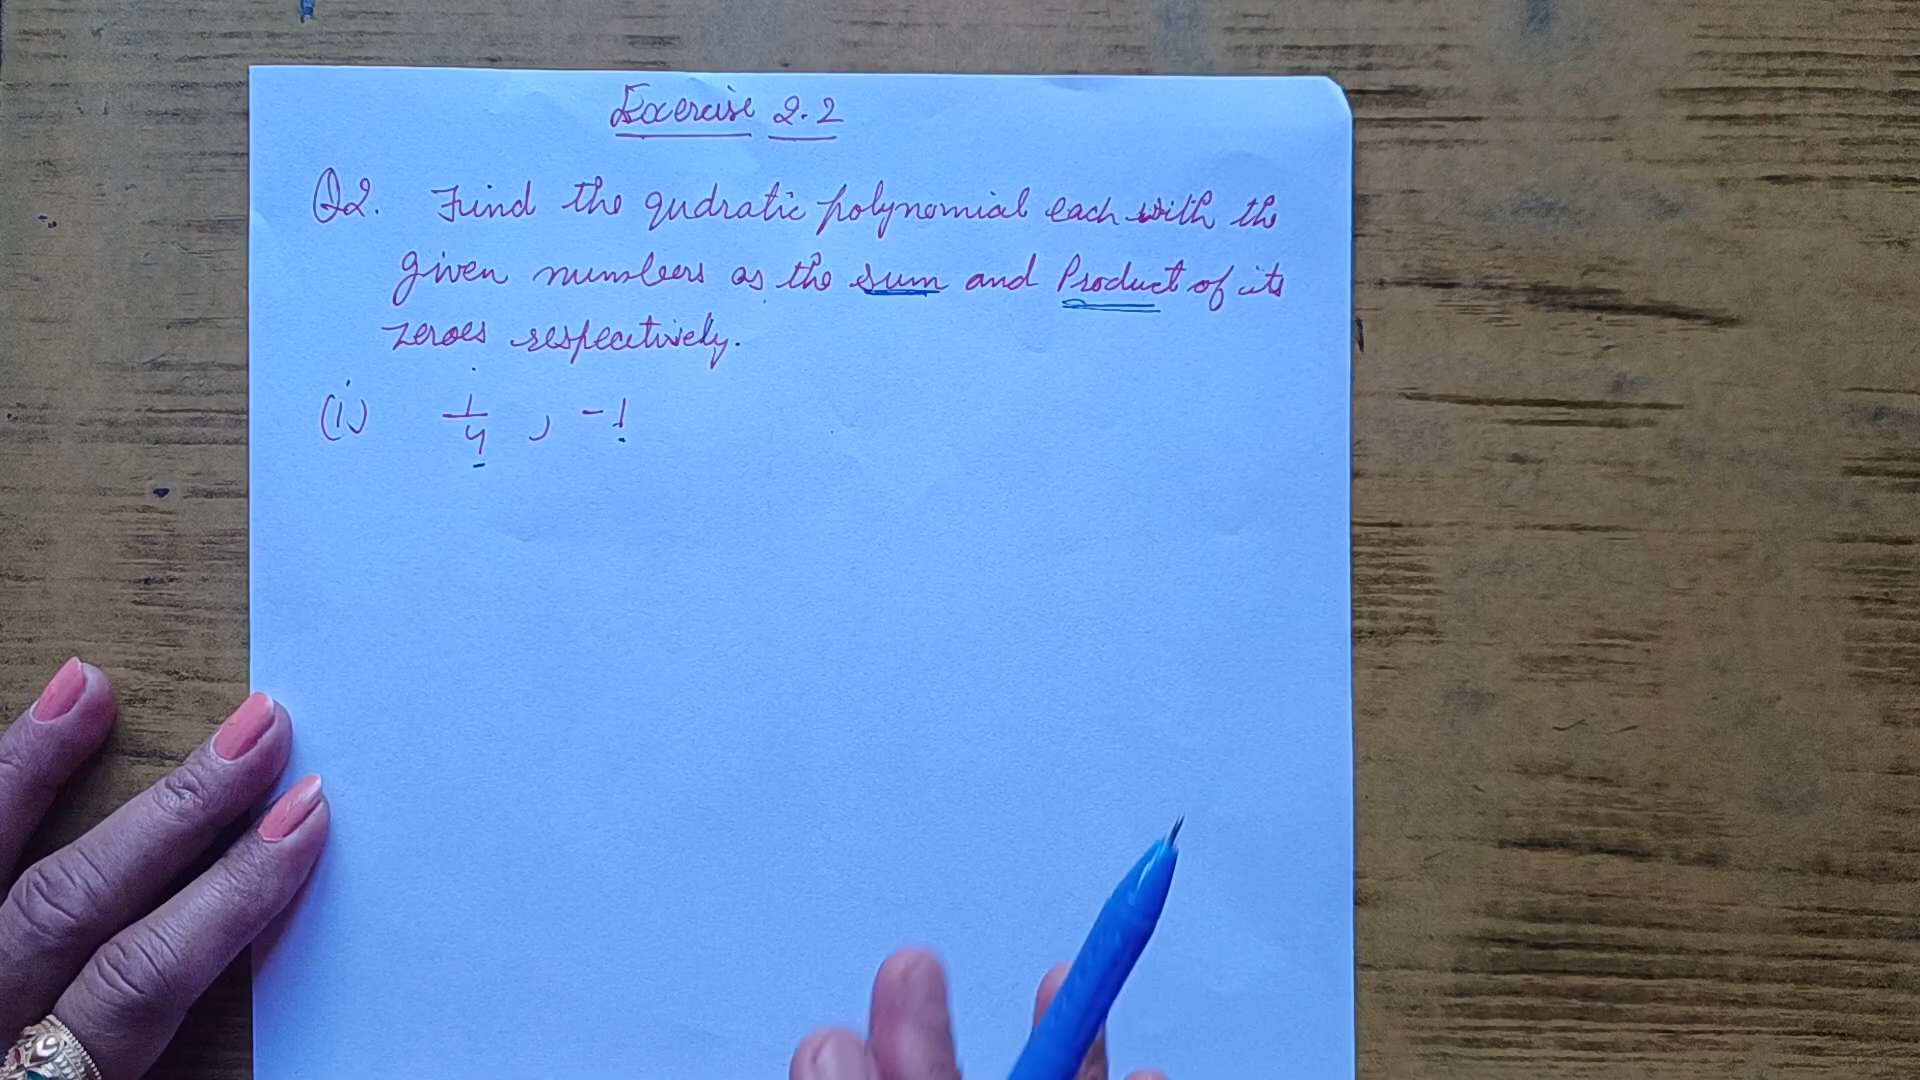 Exercise 2.2
Q2. Find the qudratic polynomial each with the
given numbers as the sum and Product of its
zeroes respectively.
(i) 1/4 , -1